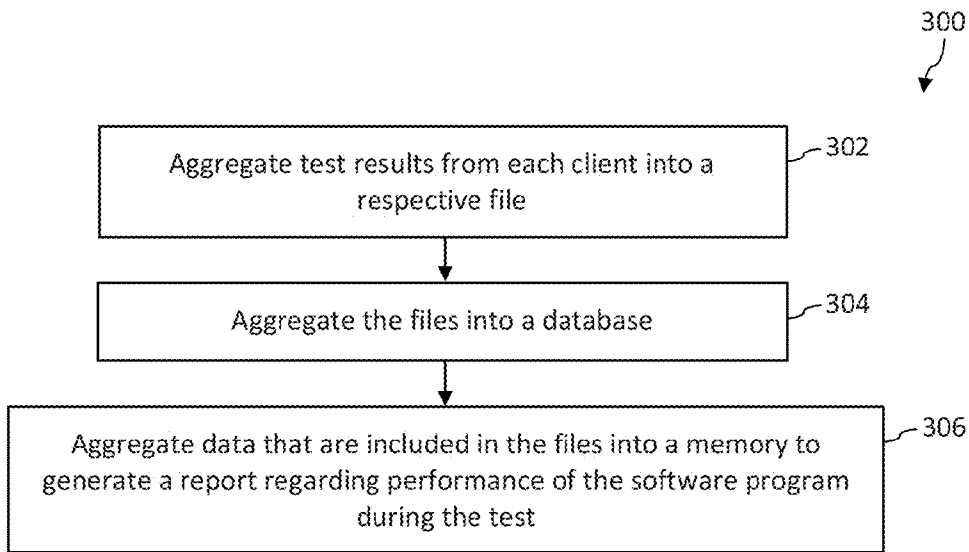 300
Aggregate test results from each client into a
respective file
302
Aggregate the files into a database
304
Aggregate data that are included in the files into a memory to
generate a report regarding performance of the software program
during the test
306